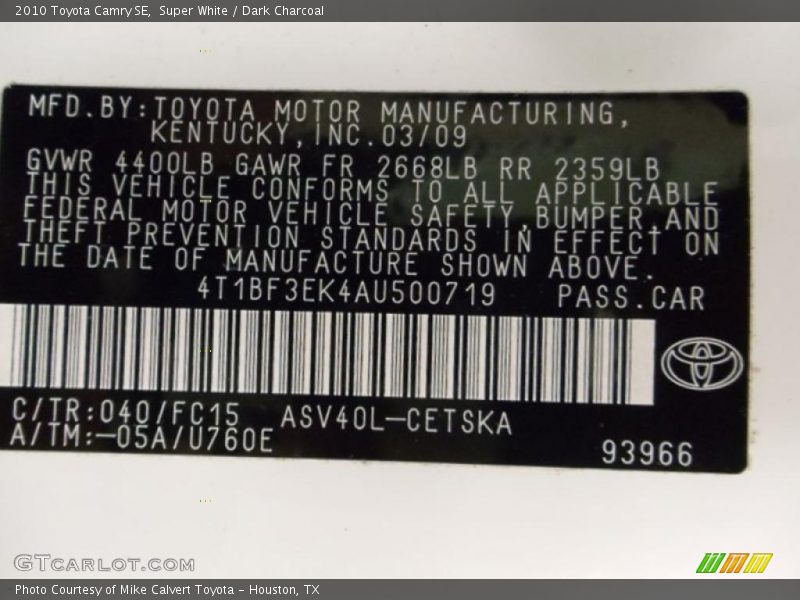 2010 Toyota Camry SE, Super White / Dark Charcoal
MFD.BY:TOYOTA MOTOR MANUFACTURING,
KENTUCKY,INC.03/09
GVWR 4400LB GAWR FR 2668LB RR 2359LB
THIS VEHICLE CONFORMS TO ALL APPLICABLE
FEDERAL MOTOR VEHICLE SAFETY,BUMPER,AND
THEFT PREVENTION STANDARDS IN EFFECT ON
THE DATE OF MANUFACTURE SHOWN ABOVE.
4T1BF3EK4AU500719 PASS.CAR
C/TR:040/FC15 ASV40L-CETSKA
A/TM:-05A/U760E
93966
GTCARLOT.COM
Photo Courtesy of Mike Calvert Toyota - Houston, TX